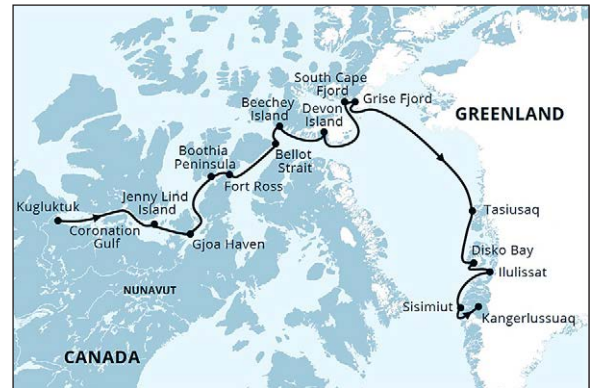 South Cape
Fjord
Grise Fjord
Beechey
Island
Devon
Island
GREENLAND
Boothia
Peninsula
Bellot
Strait
Fort Ross
Jenny Lind
Island
Kugluktuk
Coronation
Gulf
Gjoa Haven
Tasiusaq
Disko Bay
Ilulissat
NUNAVUT
Sisimiut
Kangerlussuaq
CANADA